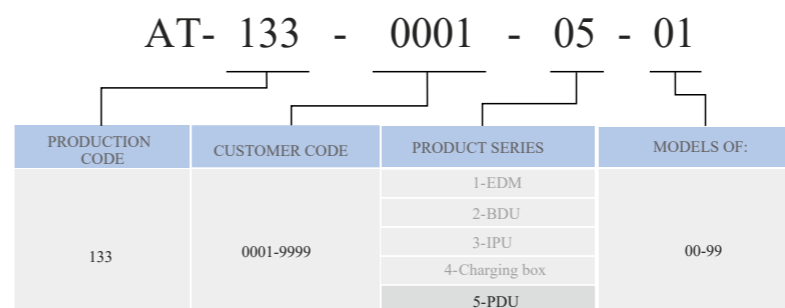 AT- 133 - 0001 - 05 - 01
PRODUCTION
CODE
CUSTOMER CODE
PRODUCT SERIES
MODELS OF:
133
0001-9999
1-EDM
2-BDU
3-IPU
4-Charging box
5-PDU
00-99